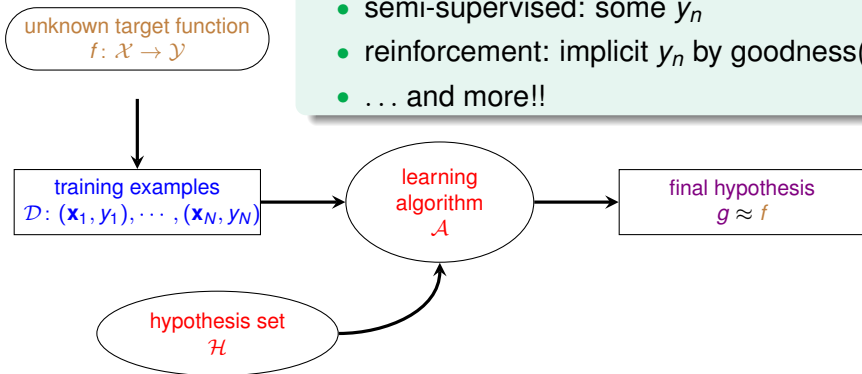 • semi-supervised: some yₙ
• reinforcement: implicit yₙ by goodness(
• . . . and more!!
unknown target function
f : 𝒳 → 𝒴
training examples
𝒟 : (𝐱₁, y₁), · · · , (𝐱_N, y_N)
learning
algorithm
𝒜
final hypothesis
g ≈ f
hypothesis set
ℋ